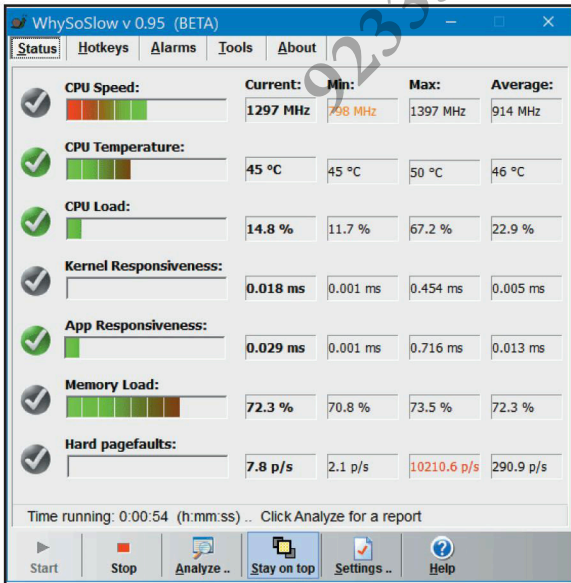 WhySoSlow v 0.95 (BETA)
Status Hotkeys Alarms Tools About
CPU Speed: Current: Min: Max: Average:
1297 MHz 798 MHz 1397 MHz 914 MHz
CPU Temperature:
45 °C 45 °C 50 °C 46 °C
CPU Load:
14.8 % 11.7 % 67.2 % 22.9 %
Kernel Responsiveness:
0.018 ms 0.001 ms 0.454 ms 0.005 ms
App Responsiveness:
0.029 ms 0.001 ms 0.716 ms 0.013 ms
Memory Load:
72.3 % 70.8 % 73.5 % 72.3 %
Hard pagefaults:
7.8 p/s 2.1 p/s 10210.6 p/s 290.9 p/s
Time running: 0:00:54 (h:mm:ss) .. Click Analyze for a report
Start Stop Analyze .. Stay on top Settings .. Help